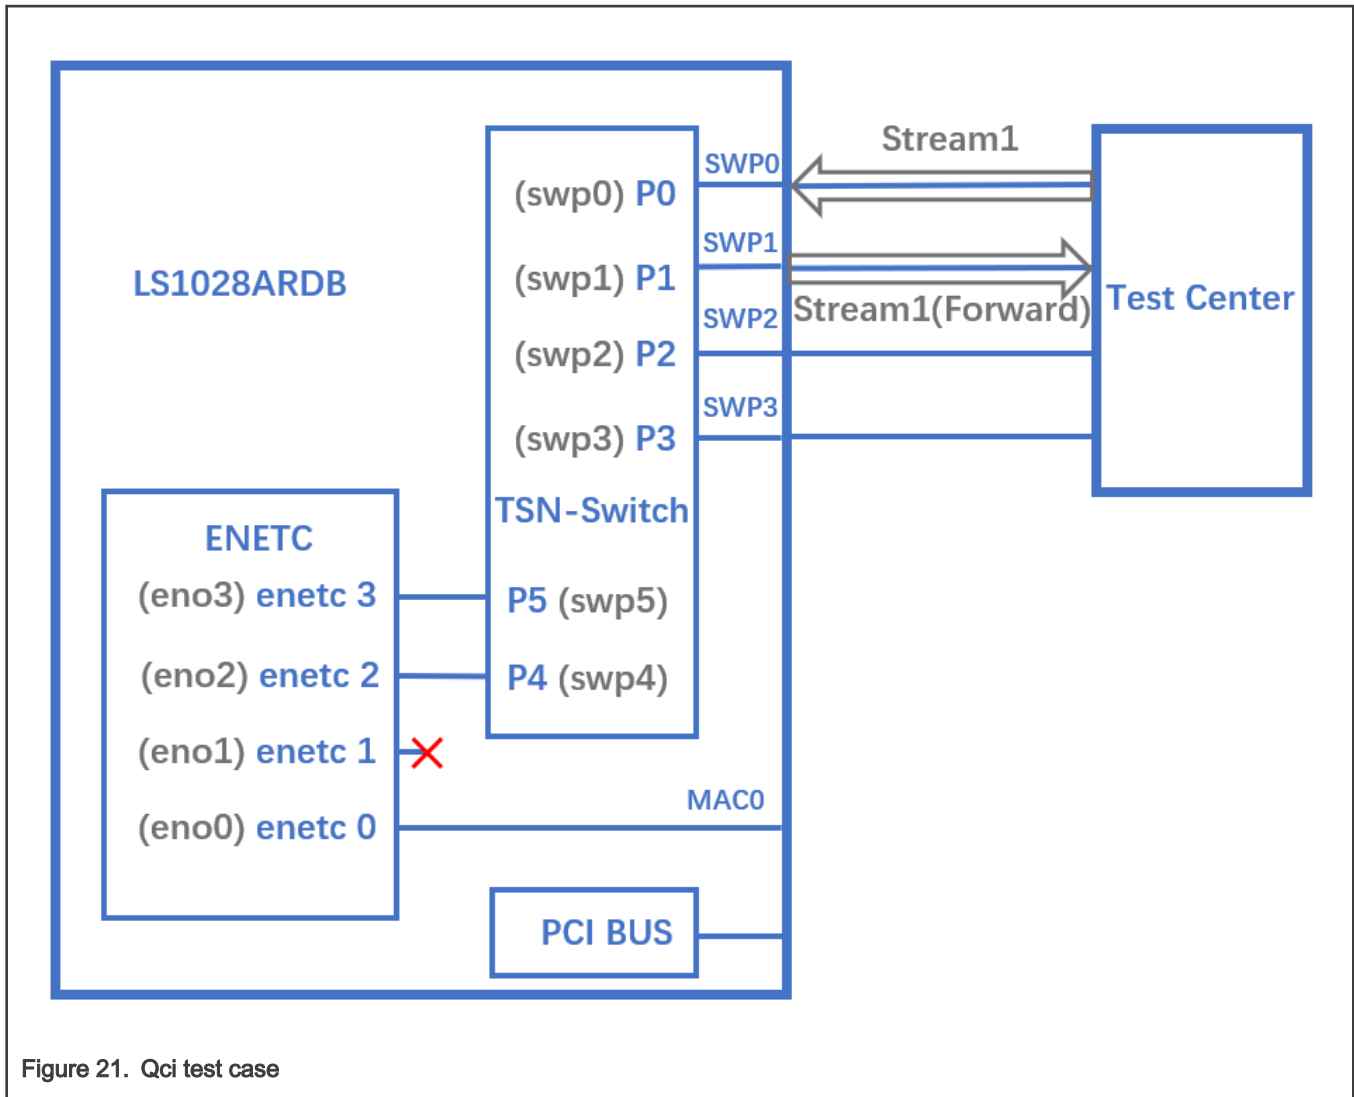 Stream1
SWP0
(swp0) P0
SWP1
(swp1) P1
LS1028ARDB
Test Center
Stream1(Forward)
SWP2
(swp2) P2
SWP3
(swp3) P3
TSN-Switch
ENETC
(eno3) enetc 3
P5 (swp5)
(eno2) enetc 2
P4 (swp4)
(eno1) enetc 1
MAC0
(eno0) enetc 0
PCI BUS
Figure 21. Qci test case